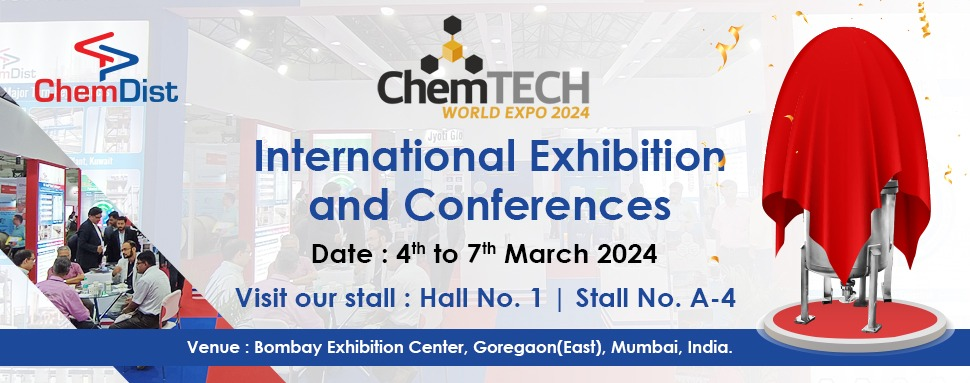 ChemDist
ChemTECH
WORLD EXPO 2024
International Exhibition
and Conferences
Date : 4th to 7th March 2024
Visit our stall : Hall No. 1 | Stall No. A-4
Venue : Bombay Exhibition Center, Goregaon(East), Mumbai, India.